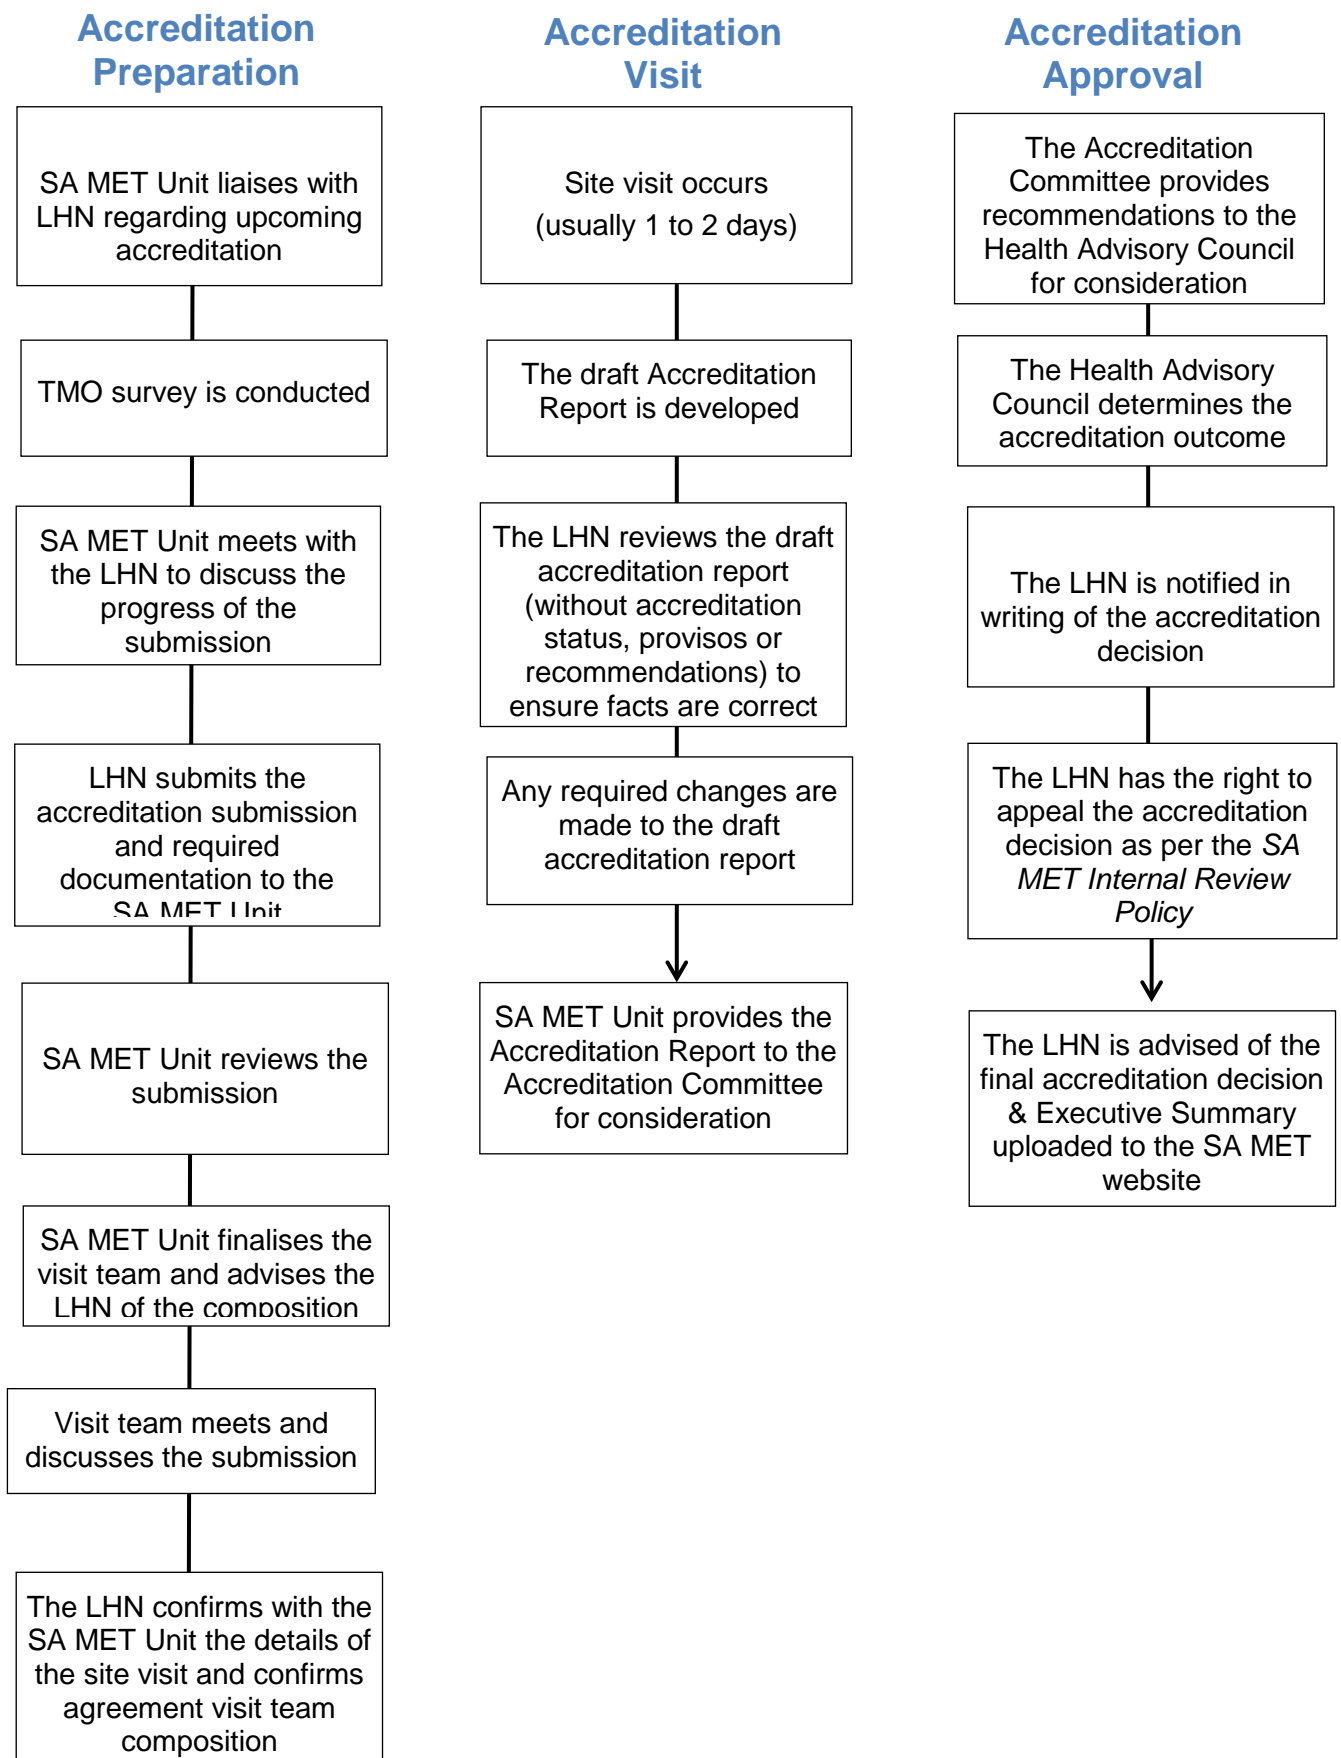 Accreditation
Preparation
SA MET Unit liaises with
LHN regarding upcoming
accreditation
TMO survey is conducted
SA MET Unit meets with
the LHN to discuss the
progress of the
submission
LHN submits the
accreditation submission
and required
documentation to the
SA MET Unit
SA MET Unit reviews the
submission
SA MET Unit finalises the
visit team and advises the
LHN of the composition
Visit team meets and
discusses the submission
The LHN confirms with the
SA MET Unit the details of
the site visit and confirms
agreement visit team
composition
Accreditation
Visit
Site visit occurs
(usually 1 to 2 days)
The draft Accreditation
Report is developed
The LHN reviews the draft
accreditation report
(without accreditation
status, provisos or
recommendations) to
ensure facts are correct
Any required changes are
made to the draft
accreditation report
SA MET Unit provides the
Accreditation Report to the
Accreditation Committee
for consideration
Accreditation
Approval
The Accreditation
Committee provides
recommendations to the
Health Advisory Council
for consideration
The Health Advisory
Council determines the
accreditation outcome
The LHN is notified in
writing of the accreditation
decision
The LHN has the right to
appeal the accreditation
decision as per the SA
MET Internal Review
Policy
The LHN is advised of the
final accreditation decision
& Executive Summary
uploaded to the SA MET
website